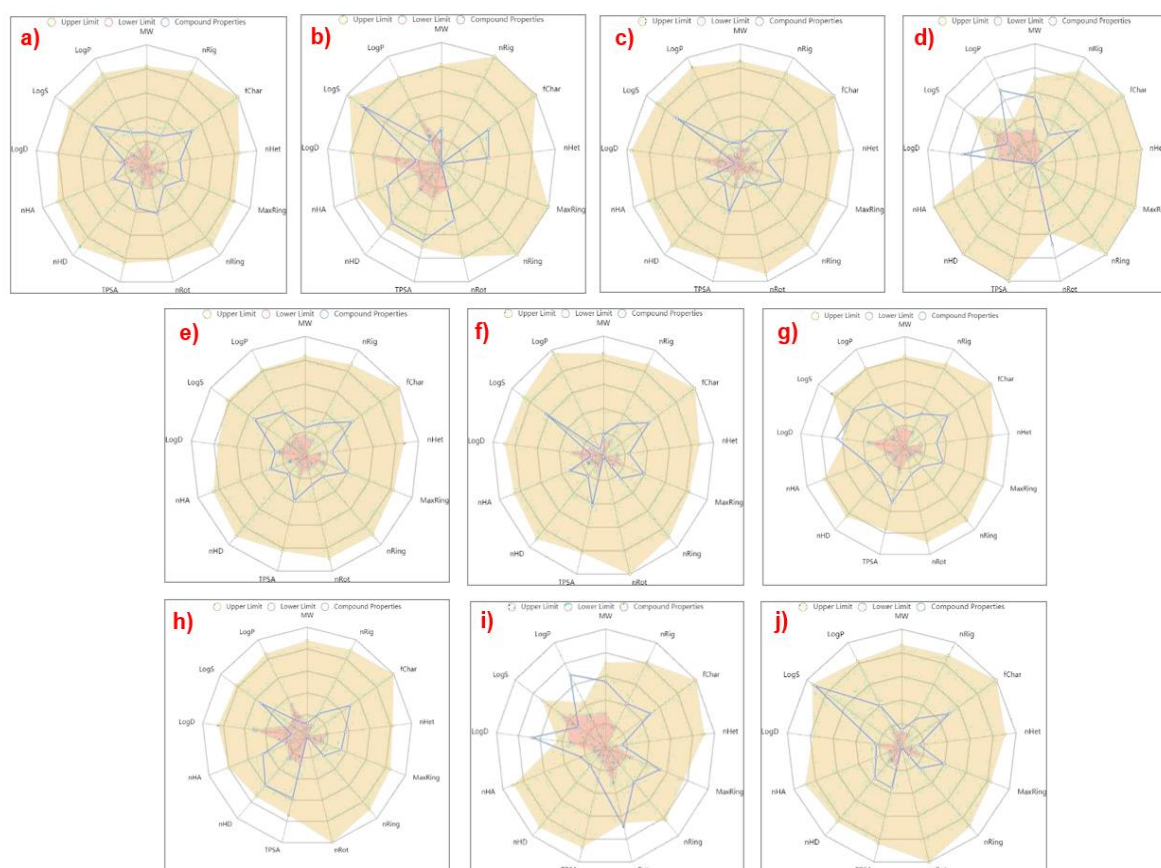 a)
Upper Limit Lower Limit Compound Properties
MW
LogP
nRig
LogS
fChar
LogD
nHet
nHA
MaxRing
nHD
nRing
TPSA
nRot
b)
Upper Limit Lower Limit Compound Properties
MW
LogP
nRig
LogS
fChar
LogD
nHet
nHA
MaxRing
nHD
nRing
TPSA
nRot
c)
Upper Limit Lower Limit Compound Properties
MW
LogP
nRig
LogS
fChar
LogD
nHet
nHA
MaxRing
nHD
nRing
TPSA
nRot
d)
Upper Limit Lower Limit Compound Properties
MW
LogP
nRig
LogS
fChar
LogD
nHet
nHA
MaxRing
nHD
nRing
TPSA
nRot
e)
Upper Limit Lower Limit Compound Properties
MW
LogP
nRig
LogS
fChar
LogD
nHet
nHA
MaxRing
nHD
nRing
TPSA
nRot
f)
Upper Limit Lower Limit Compound Properties
MW
LogP
nRig
LogS
fChar
LogD
nHet
nHA
MaxRing
nHD
nRing
TPSA
nRot
g)
Upper Limit Lower Limit Compound Properties
MW
LogP
nRig
LogS
fChar
LogD
nHet
nHA
MaxRing
nHD
nRing
TPSA
nRot
h)
Upper Limit Lower Limit Compound Properties
MW
LogP
nRig
LogS
fChar
LogD
nHet
nHA
MaxRing
nHD
nRing
TPSA
nRot
i)
Upper Limit Lower Limit Compound Properties
MW
LogP
nRig
LogS
fChar
LogD
nHet
nHA
MaxRing
nHD
nRing
TPSA
j)
Upper Limit Lower Limit Compound Properties
MW
LogP
nRig
LogS
fChar
LogD
nHet
nHA
MaxRing
nHD
nRing
TPSA
nRot